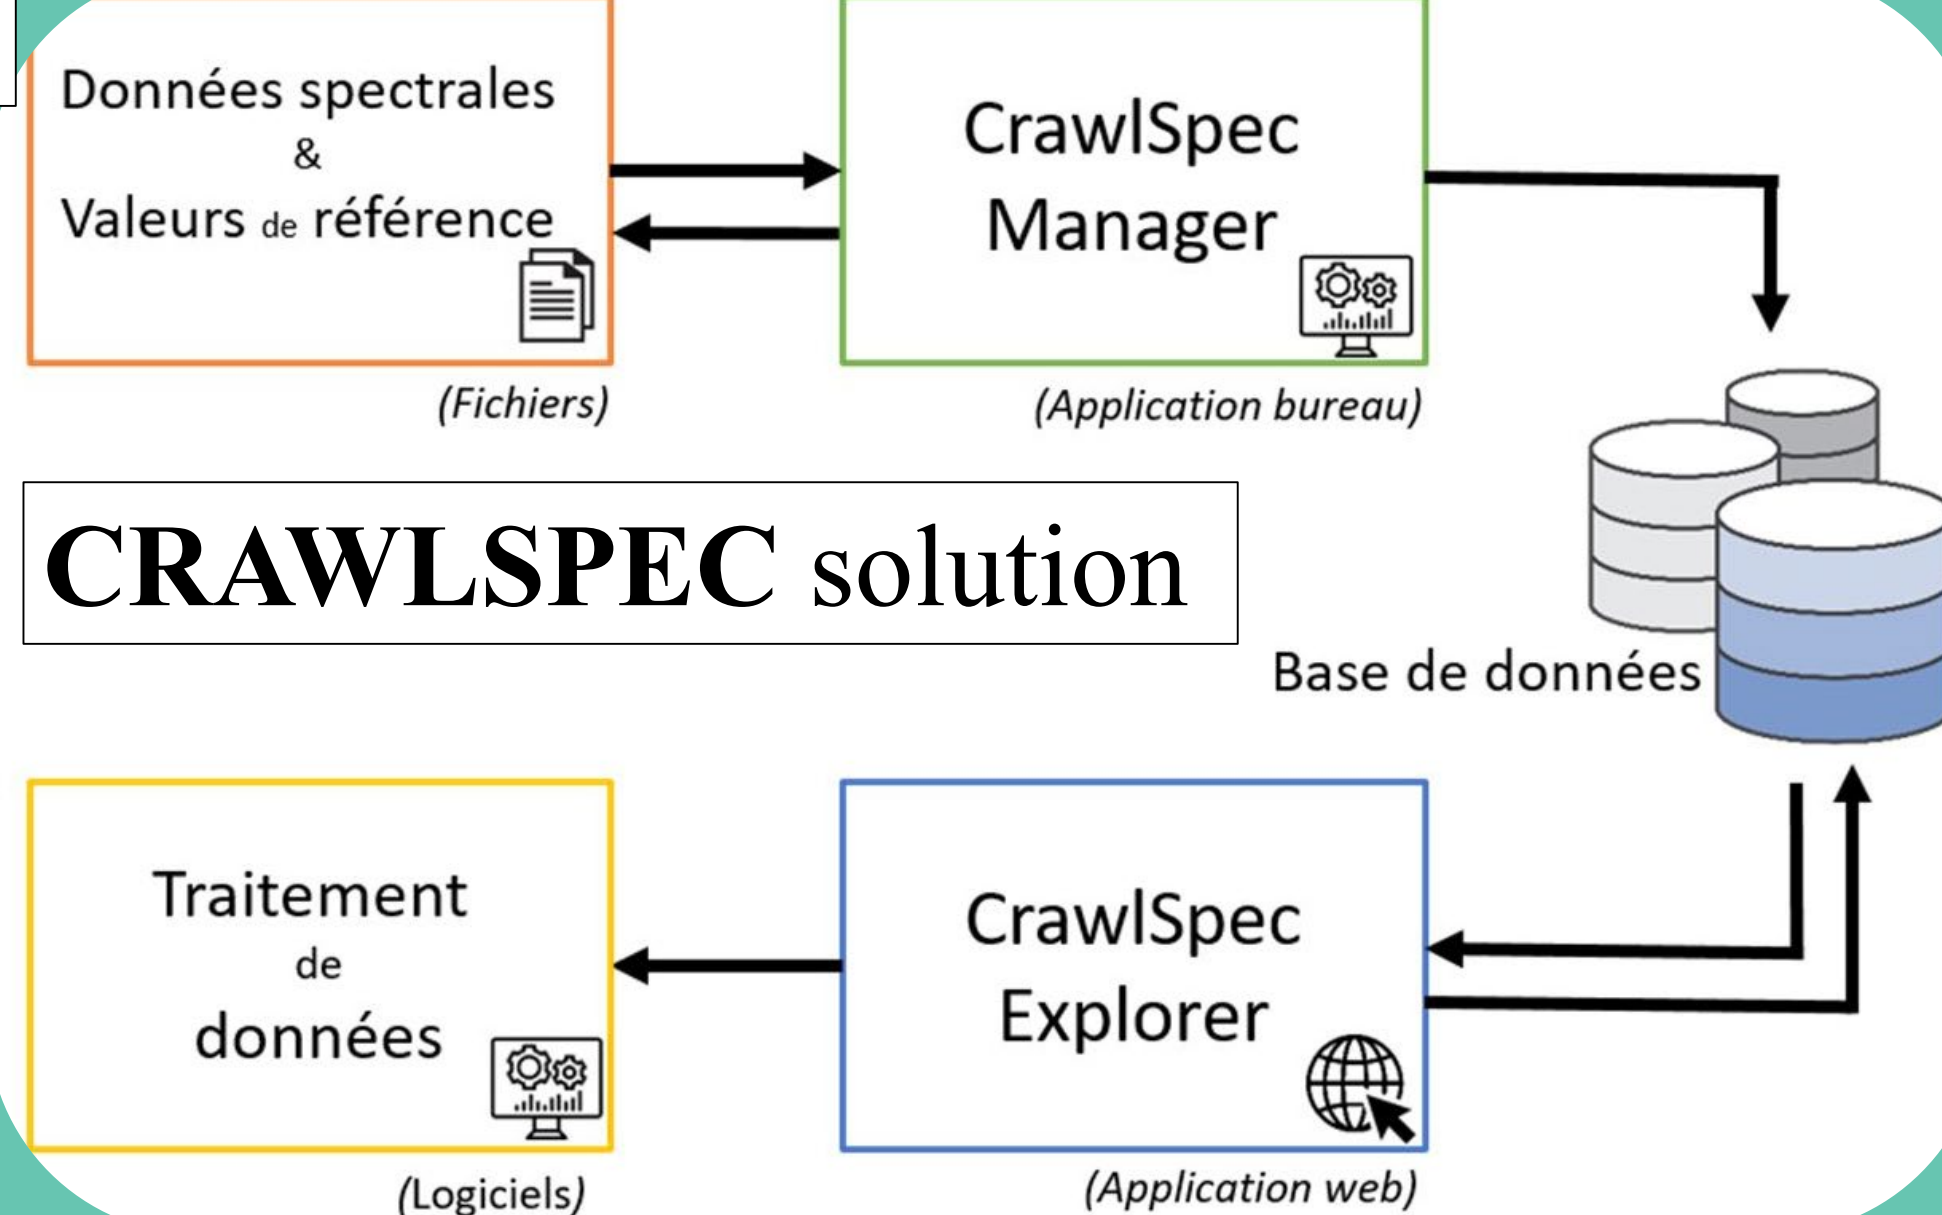 Données spectrales
&
Valeurs de référence
(Fichiers)
CrawlSpec
Manager
(Application bureau)
CRAWLSPEC solution
Base de données
Traitement
de
données
(Logiciels)
CrawlSpec
Explorer
(Application web)